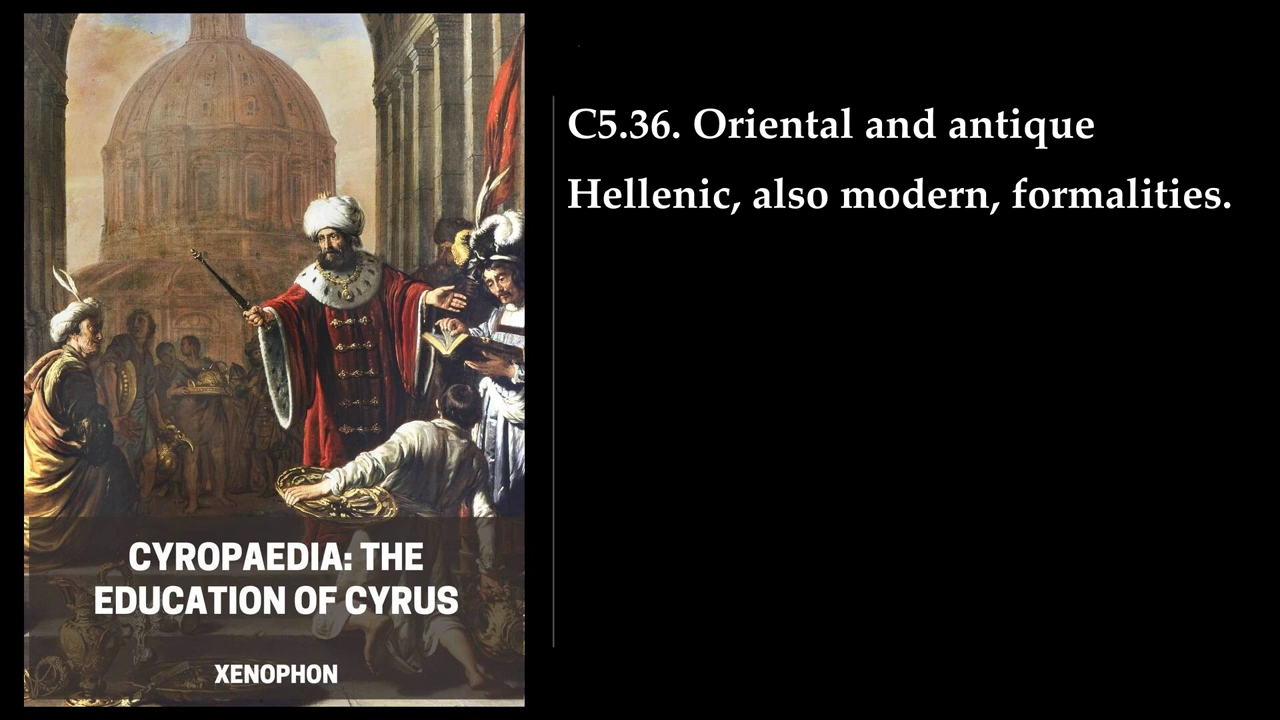 C5.36. Oriental and antique
Hellenic, also modern, formalities.
CYROPAEDIA: THE
EDUCATION OF CYRUS
XENOPHON